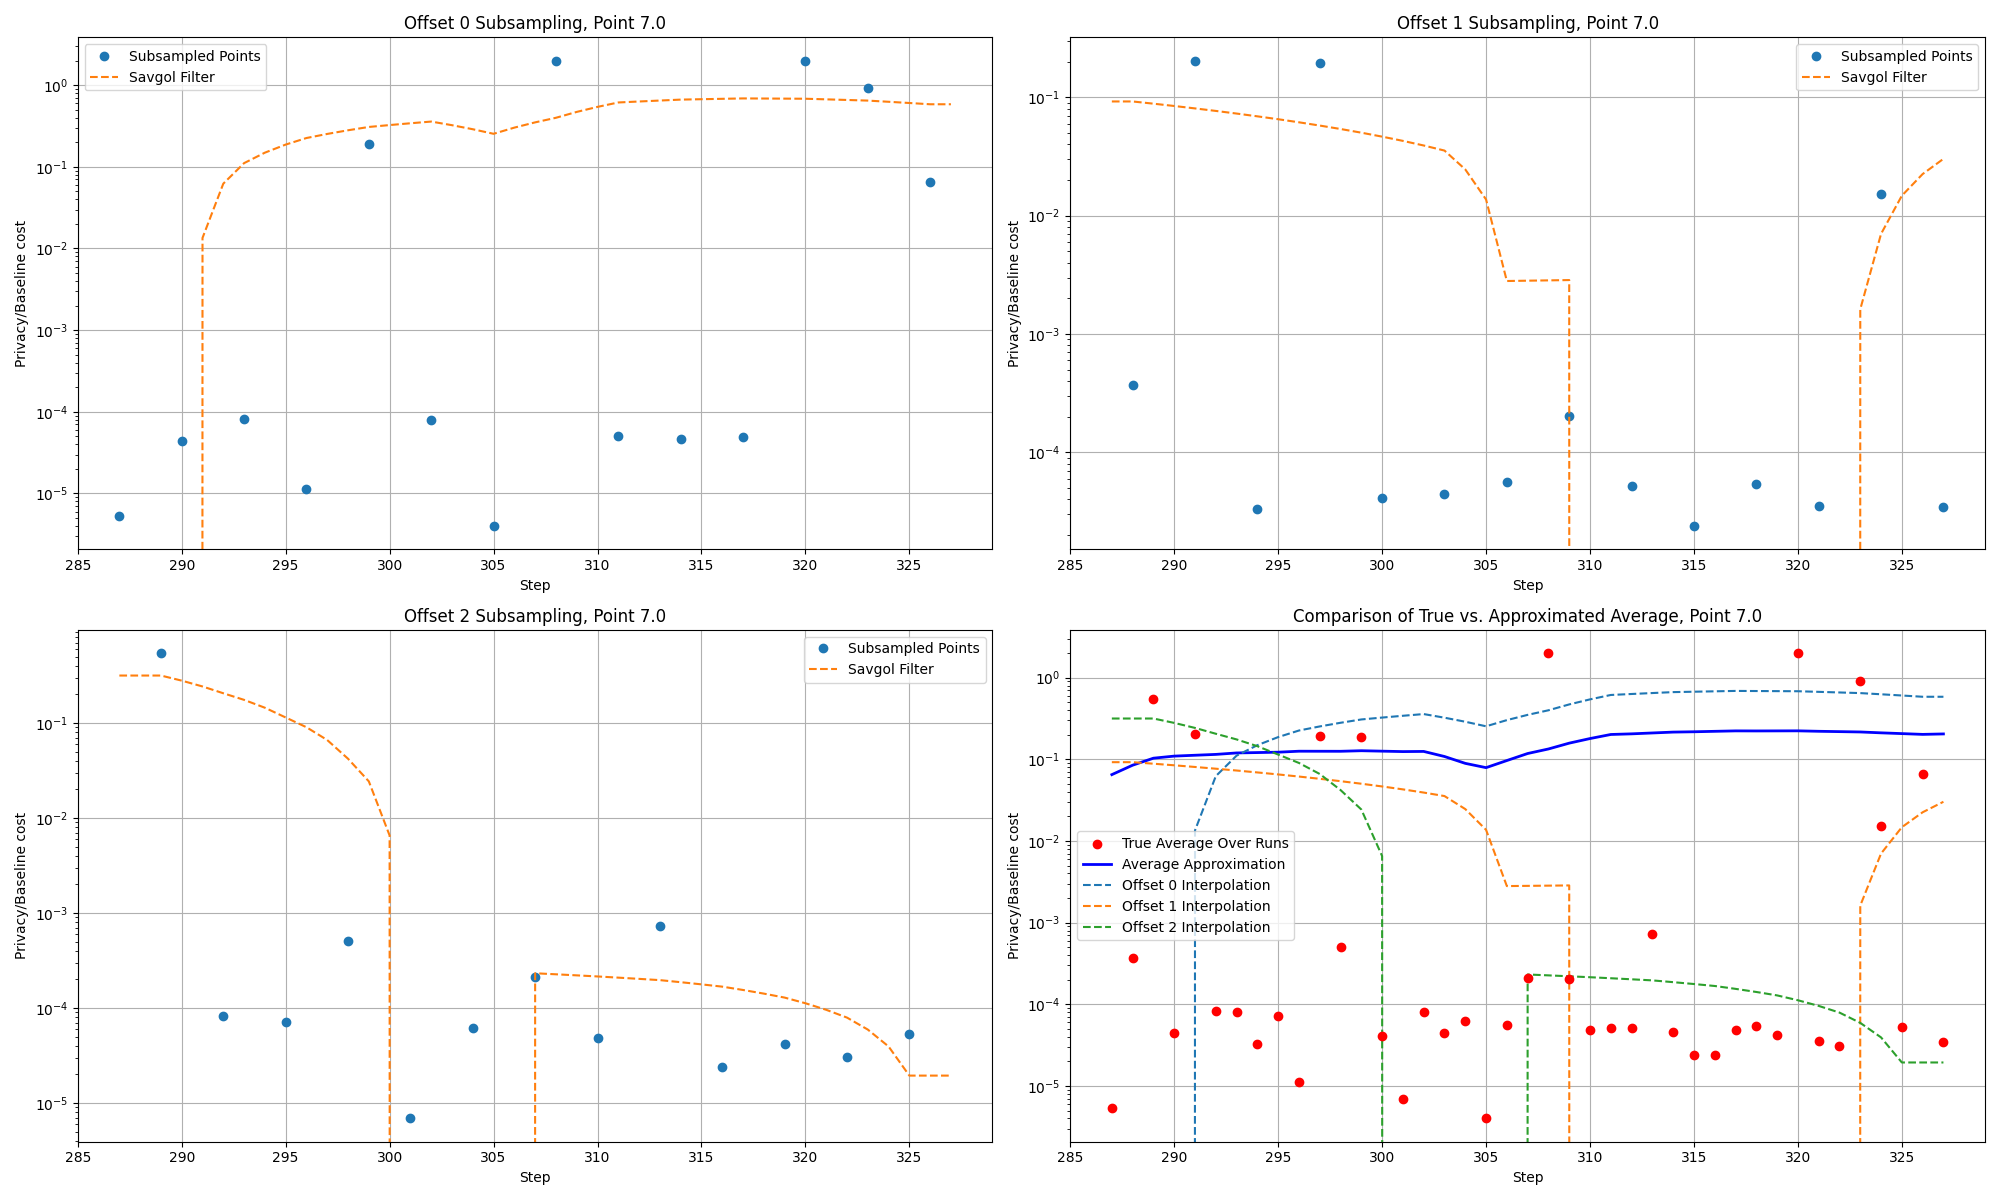 Offset 0 Subsampling, Point 7.0
Subsampled Points
Savgol Filter
Privacy/Baseline cost
10^0
10^-1
10^-2
10^-3
10^-4
10^-5
285 290 295 300 305 310 315 320 325
Step
Offset 1 Subsampling, Point 7.0
Subsampled Points
Savgol Filter
Privacy/Baseline cost
10^-1
10^-2
10^-3
10^-4
285 290 295 300 305 310 315 320 325
Step
Offset 2 Subsampling, Point 7.0
Subsampled Points
Savgol Filter
Privacy/Baseline cost
10^-1
10^-2
10^-3
10^-4
10^-5
285 290 295 300 305 310 315 320 325
Step
Comparison of True vs. Approximated Average, Point 7.0
True Average Over Runs
Average Approximation
Offset 0 Interpolation
Offset 1 Interpolation
Offset 2 Interpolation
Privacy/Baseline cost
10^0
10^-1
10^-2
10^-3
10^-4
10^-5
285 290 295 300 305 310 315 320 325
Step